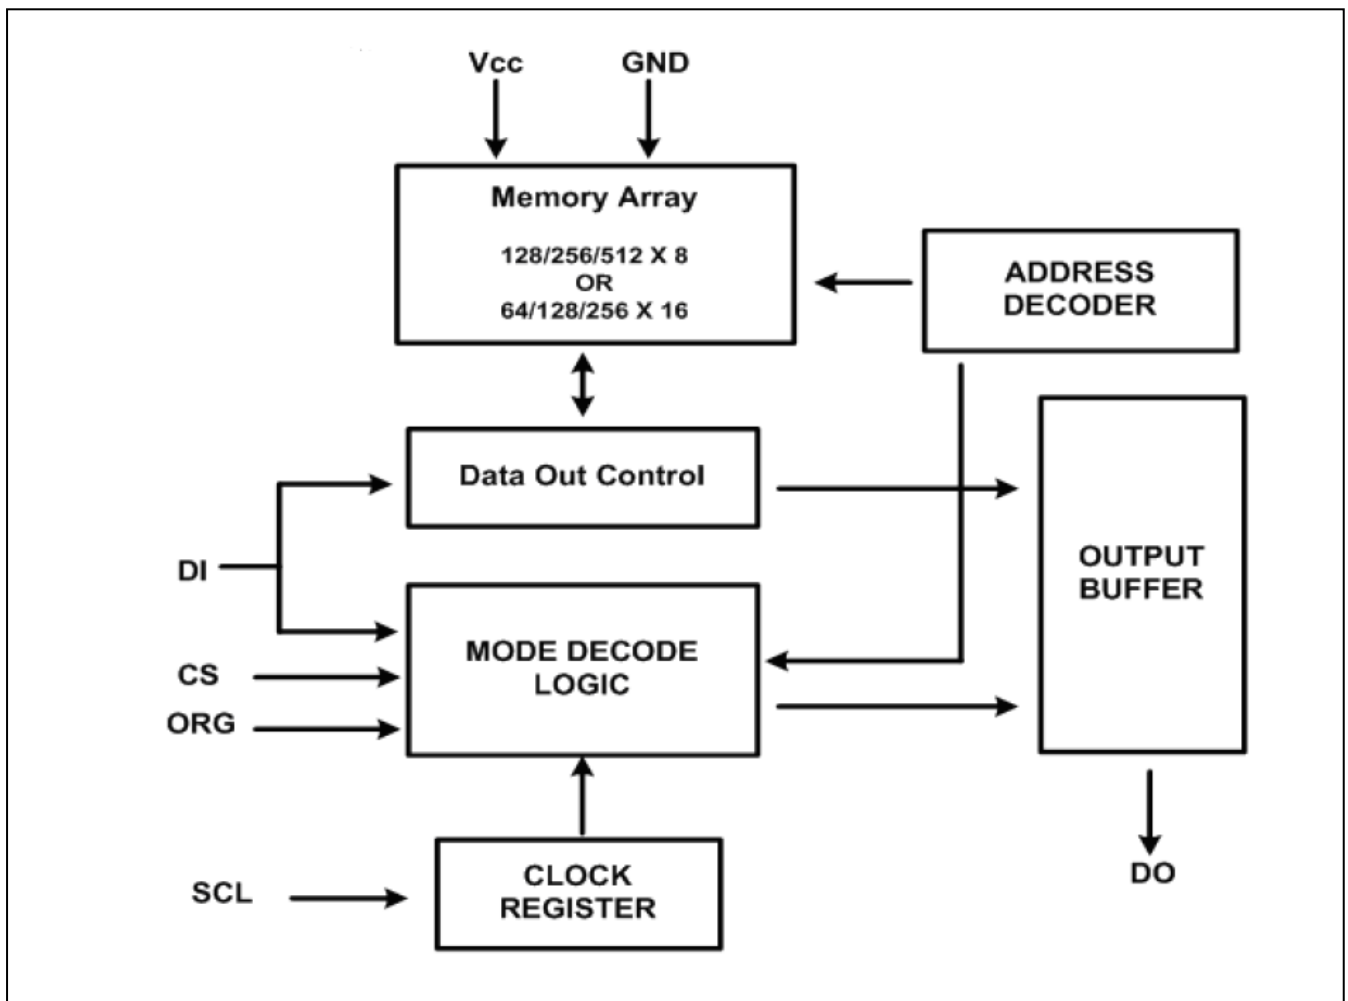 Vcc
GND
Memory Array
128/256/512 X 8
OR
64/128/256 X 16
ADDRESS
DECODER
Data Out Control
DI
OUTPUT
BUFFER
MODE DECODE
LOGIC
CS
ORG
CLOCK
REGISTER
SCL
DO